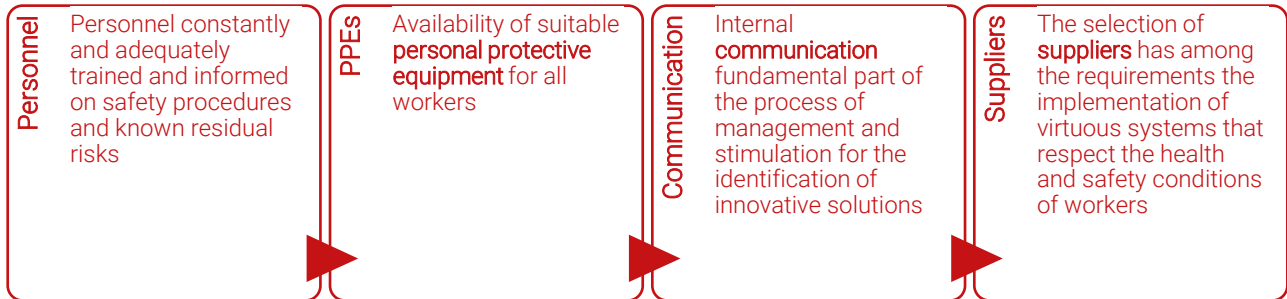 Personnel
Personnel constantly
and adequately
trained and informed
on safety procedures
and known residual
risks
PPEs
Availability of suitable
personal protective
equipment for all
workers
Communication
Internal
communication
fundamental part of
the process of
management and
stimulation for the
identification of
innovative solutions
Suppliers
The selection of
suppliers has among
the requirements the
implementation of
virtuous systems that
respect the health
and safety conditions
of workers